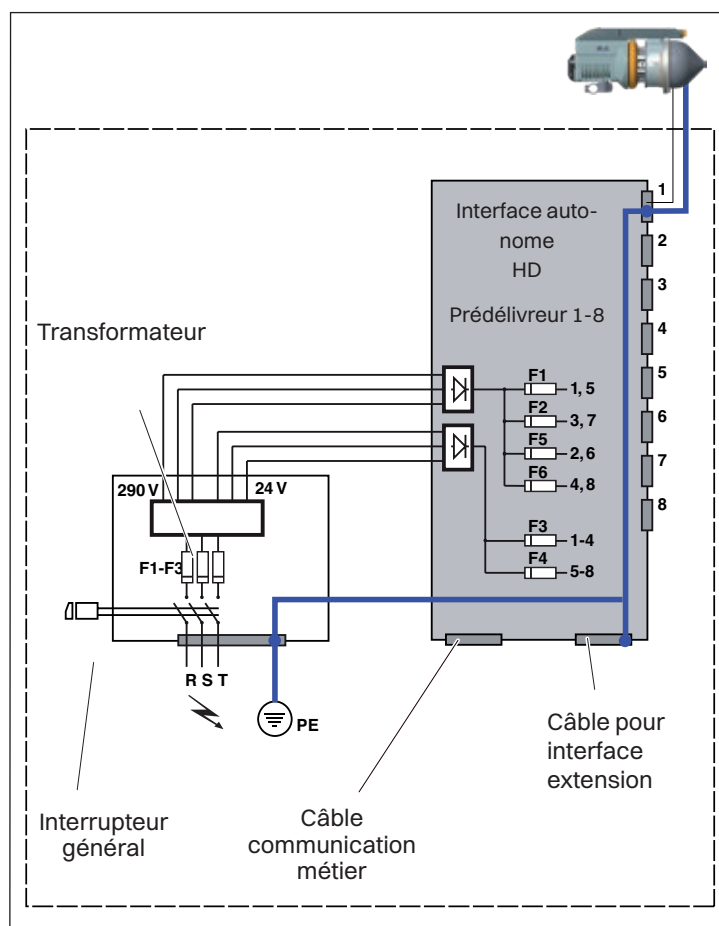 1
Interface auto-
nome
HD
Prédélivreur 1-8
2
3
4
5
6
7
8
Transformateur
F1
1, 5
F2
3, 7
F5
2, 6
F6
4, 8
F3
1-4
F4
5-8
290 V
24 V
F1-F3
R S T
PE
Interrupteur
général
Câble
communication
métier
Câble pour
interface
extension